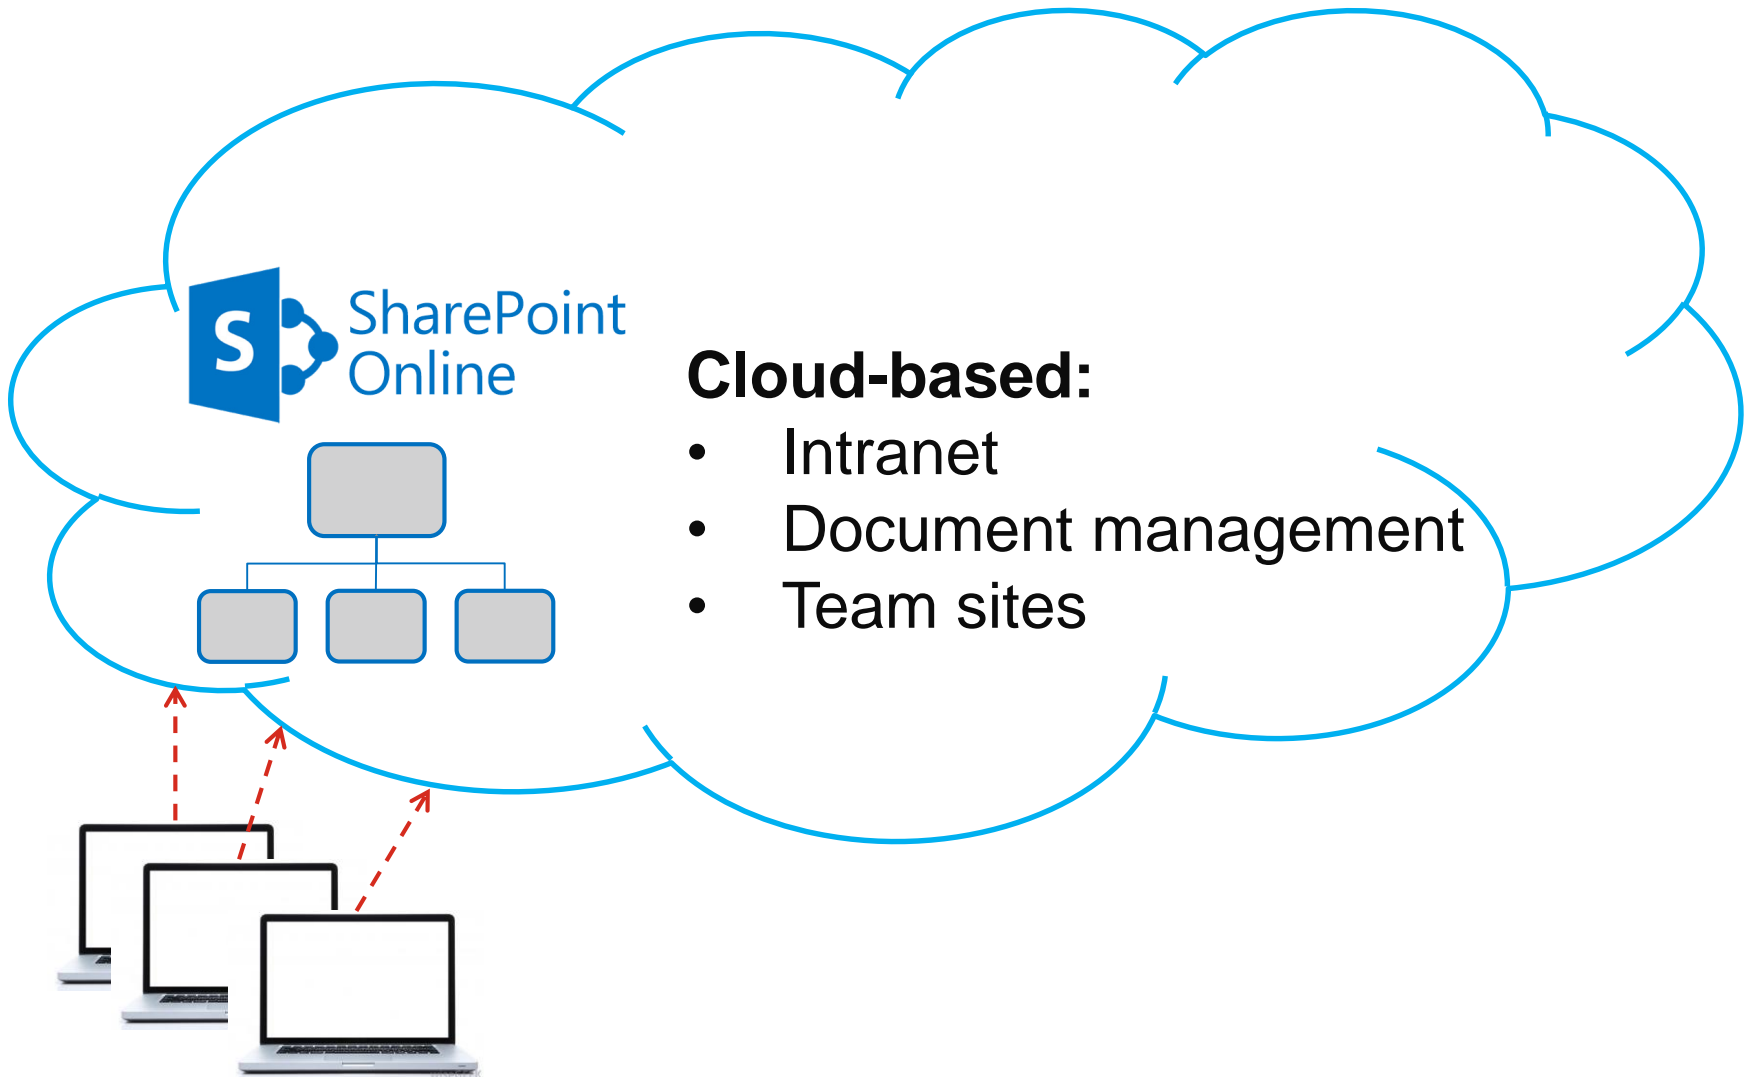 S
SharePoint
Online
Cloud-based:
• Intranet
• Document management
• Team sites